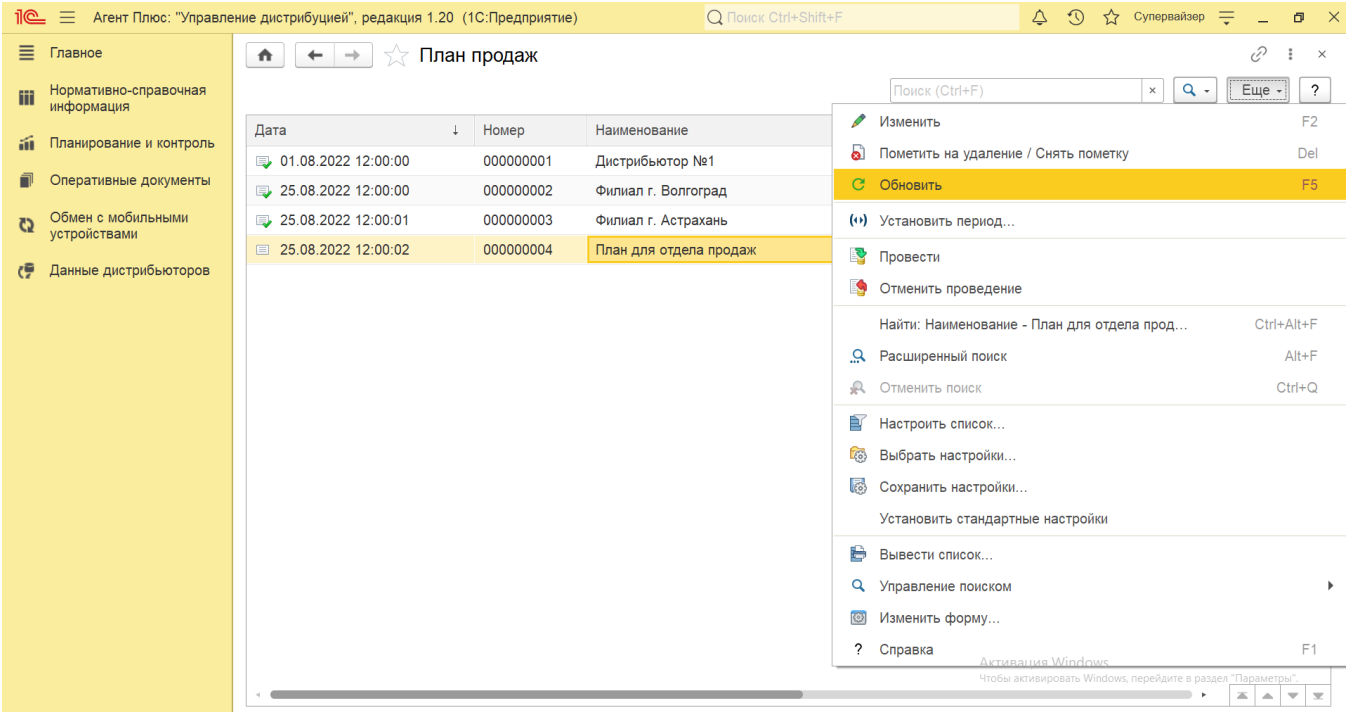 Агент Плюс: "Управление дистрибуцией", редакция 1.20 (1С:Предприятие)
Поиск Ctrl+Shift+F
Супервайзер
Главное
Нормативно-справочная
информация
Планирование и контроль
Оперативные документы
Обмен с мобильными
устройствами
Данные дистрибьюторов
План продаж
Поиск (Ctrl+F)
Еще
?
Дата ↓ Номер Наименование
01.08.2022 12:00:00 000000001 Дистрибьютор №1
25.08.2022 12:00:00 000000002 Филиал г. Волгоград
25.08.2022 12:00:01 000000003 Филиал г. Астрахань
25.08.2022 12:00:02 000000004 План для отдела продаж
Изменить F2
Пометить на удаление / Снять пометку Del
Обновить F5
Установить период...
Провести
Отменить проведение
Найти: Наименование - План для отдела прод... Ctrl+Alt+F
Расширенный поиск Alt+F
Отменить поиск Ctrl+Q
Настроить список...
Выбрать настройки...
Сохранить настройки...
Установить стандартные настройки
Вывести список...
Управление поиском
Изменить форму...
? Справка F1
Активация Windows
Чтобы активировать Windows, перейдите в раздел "Параметры".